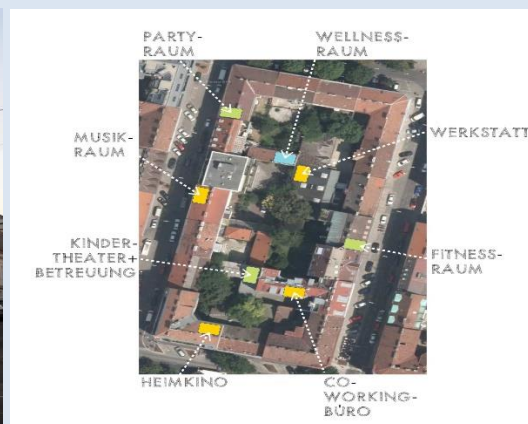 PARTY-
RAUM
WELLNESS-
RAUM
MUSIK-
RAUM
WERKSTATT
KINDER-
THEATER+
BETREUUNG
FITNESS-
RAUM
HEIMKINO
CO-
WORKING-
BÜRO